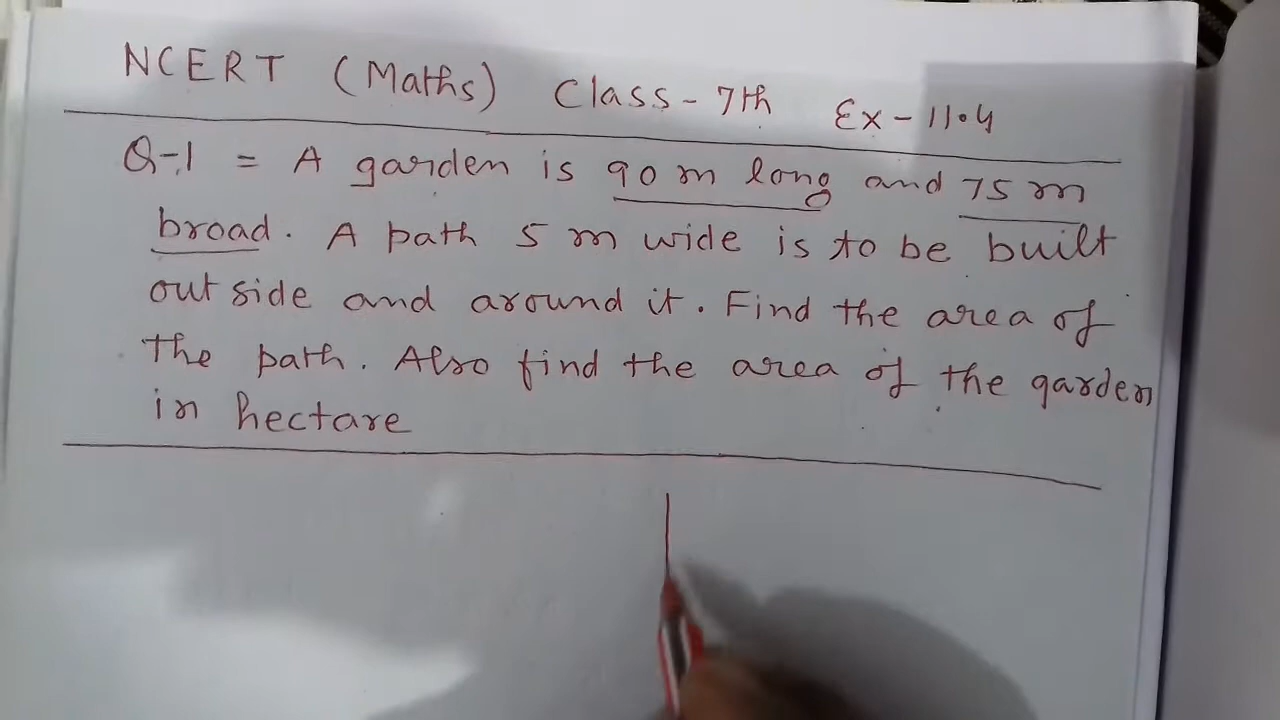 NCERT (Maths) Class-7th Ex-11.4
Q-1 = A garden is 90 m long and 75 m
broad. A path 5 m wide is to be built
outside and around it. Find the area of
the path. Also find the area of the garden
in hectare